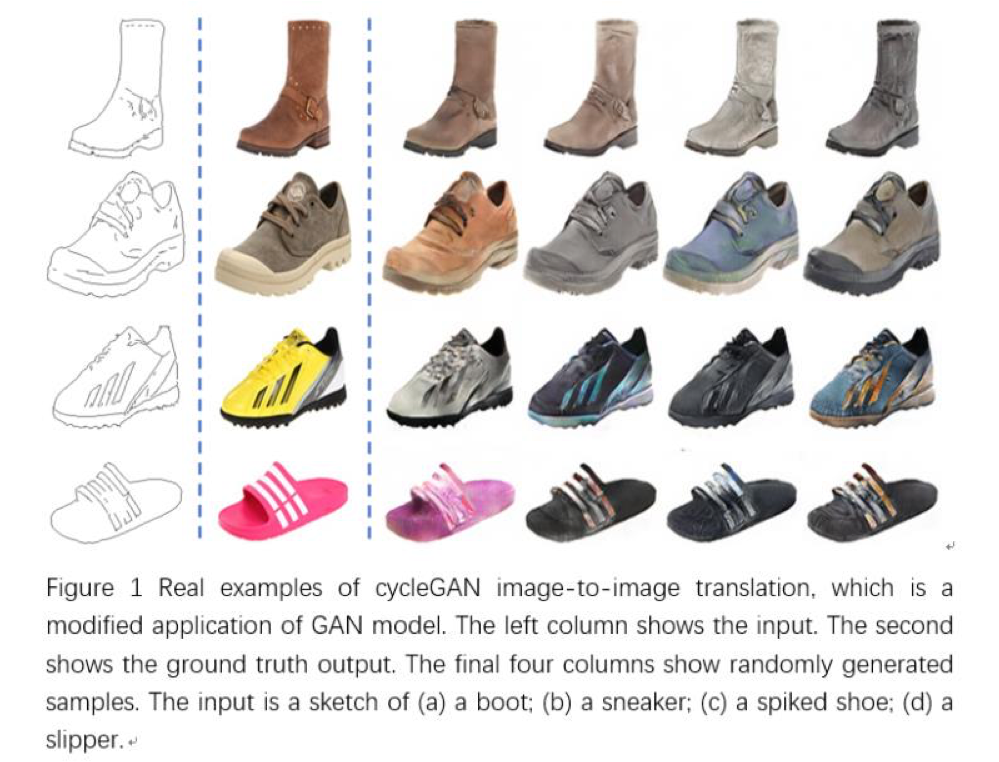 Figure 1 Real examples of cycleGAN image-to-image translation, which is a
modified application of GAN model. The left column shows the input. The second
shows the ground truth output. The final four columns show randomly generated
samples. The input is a sketch of (a) a boot; (b) a sneaker; (c) a spiked shoe; (d) a
slipper.